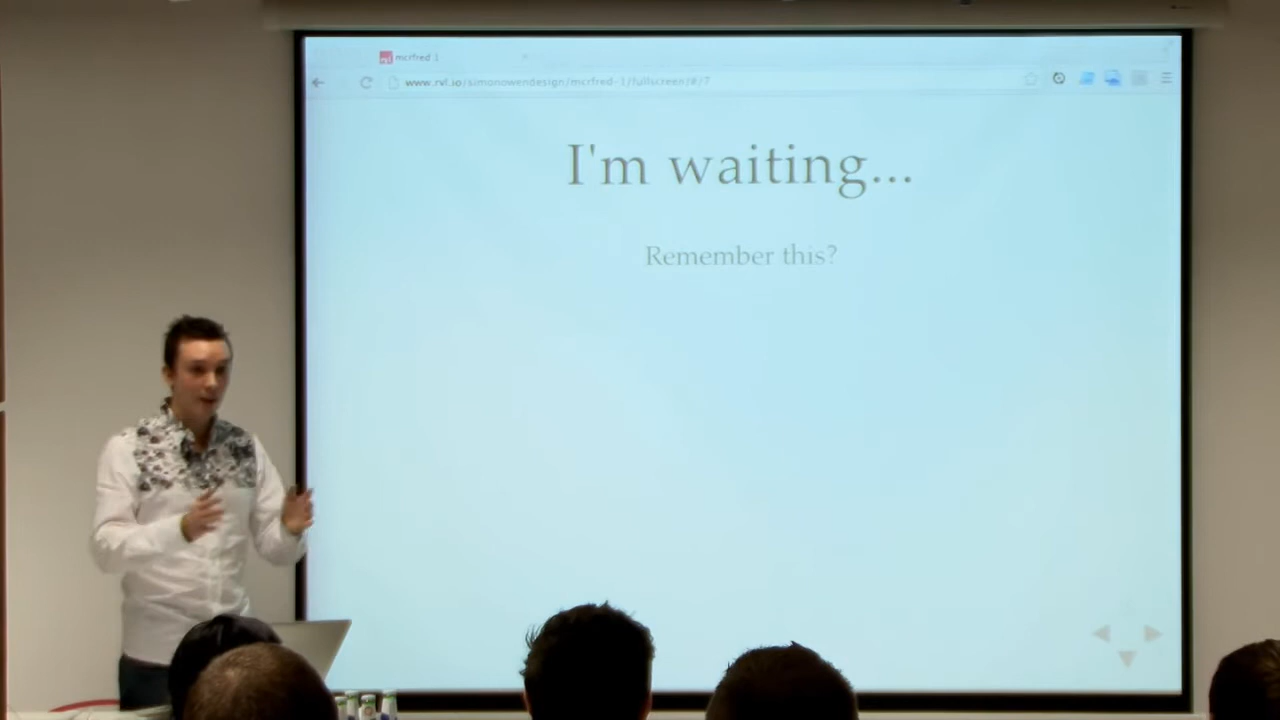 mcrfred 1
www.rvl.io/simonowendesign/mcrfred-1/fullscreen/#/7
I'm waiting...
Remember this?